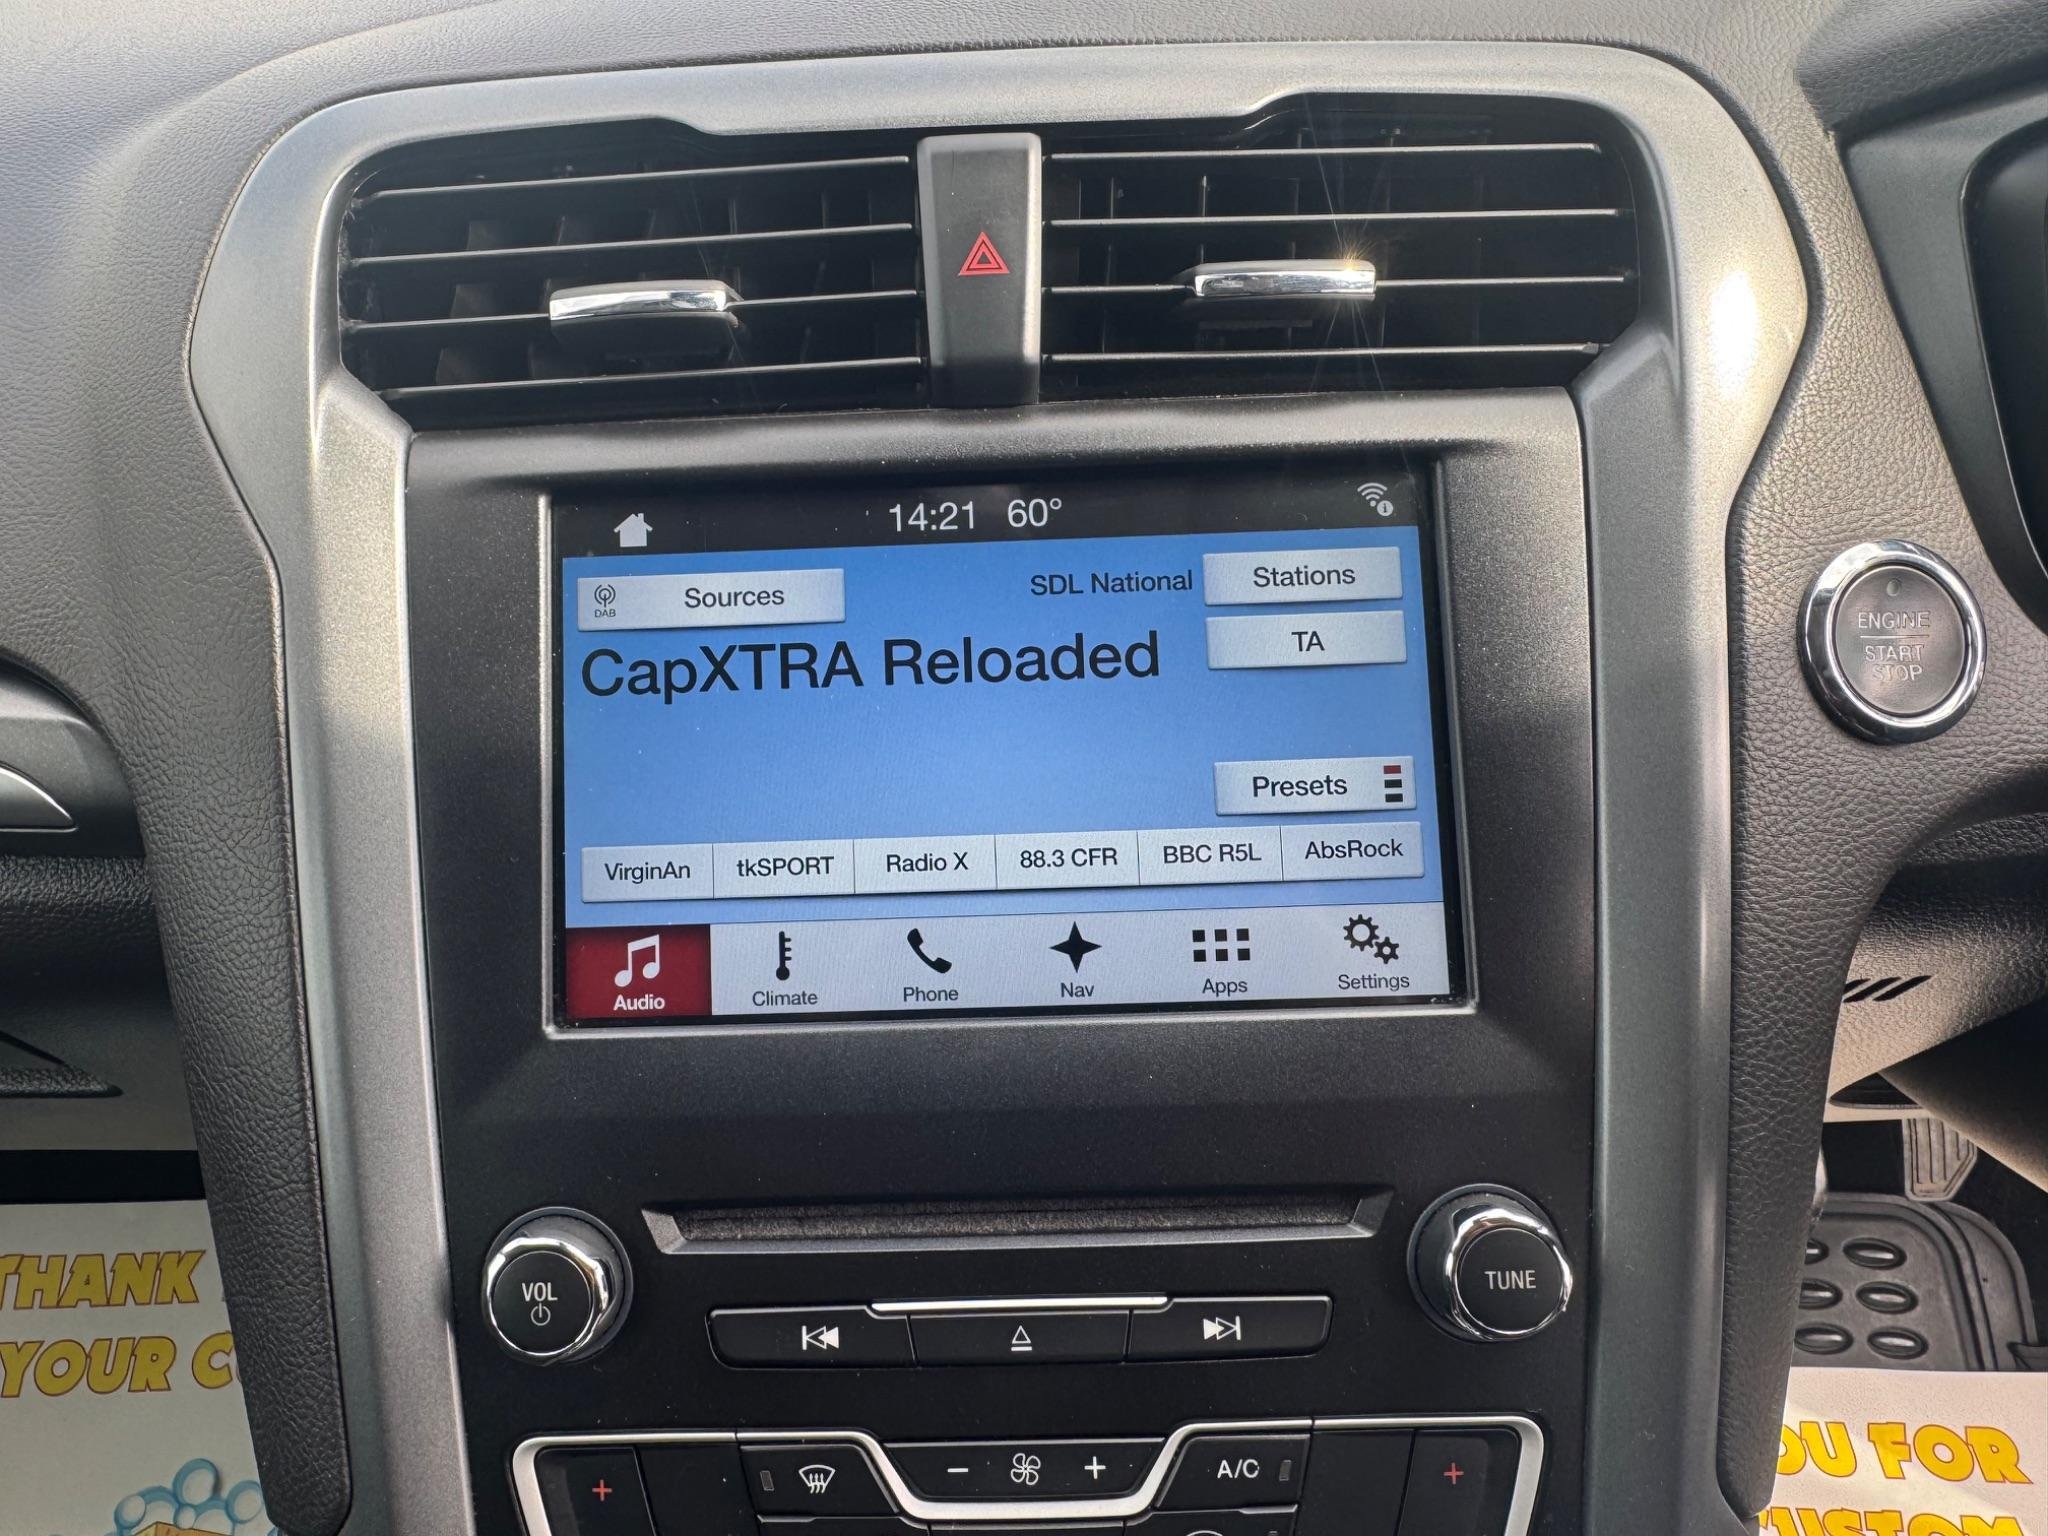 14:21 60°
DAB
Sources
SDL National
Stations
CapXTRA Reloaded
TA
Presets
VirginAn
tkSPORT
Radio X
88.3 CFR
BBC R5L
AbsRock
Audio
Climate
Phone
Nav
Apps
Settings
ENGINE
START
STOP
VOL
TUNE
- +
A/C
+
+
THANK
YOUR C
OU FOR
CUSTOM